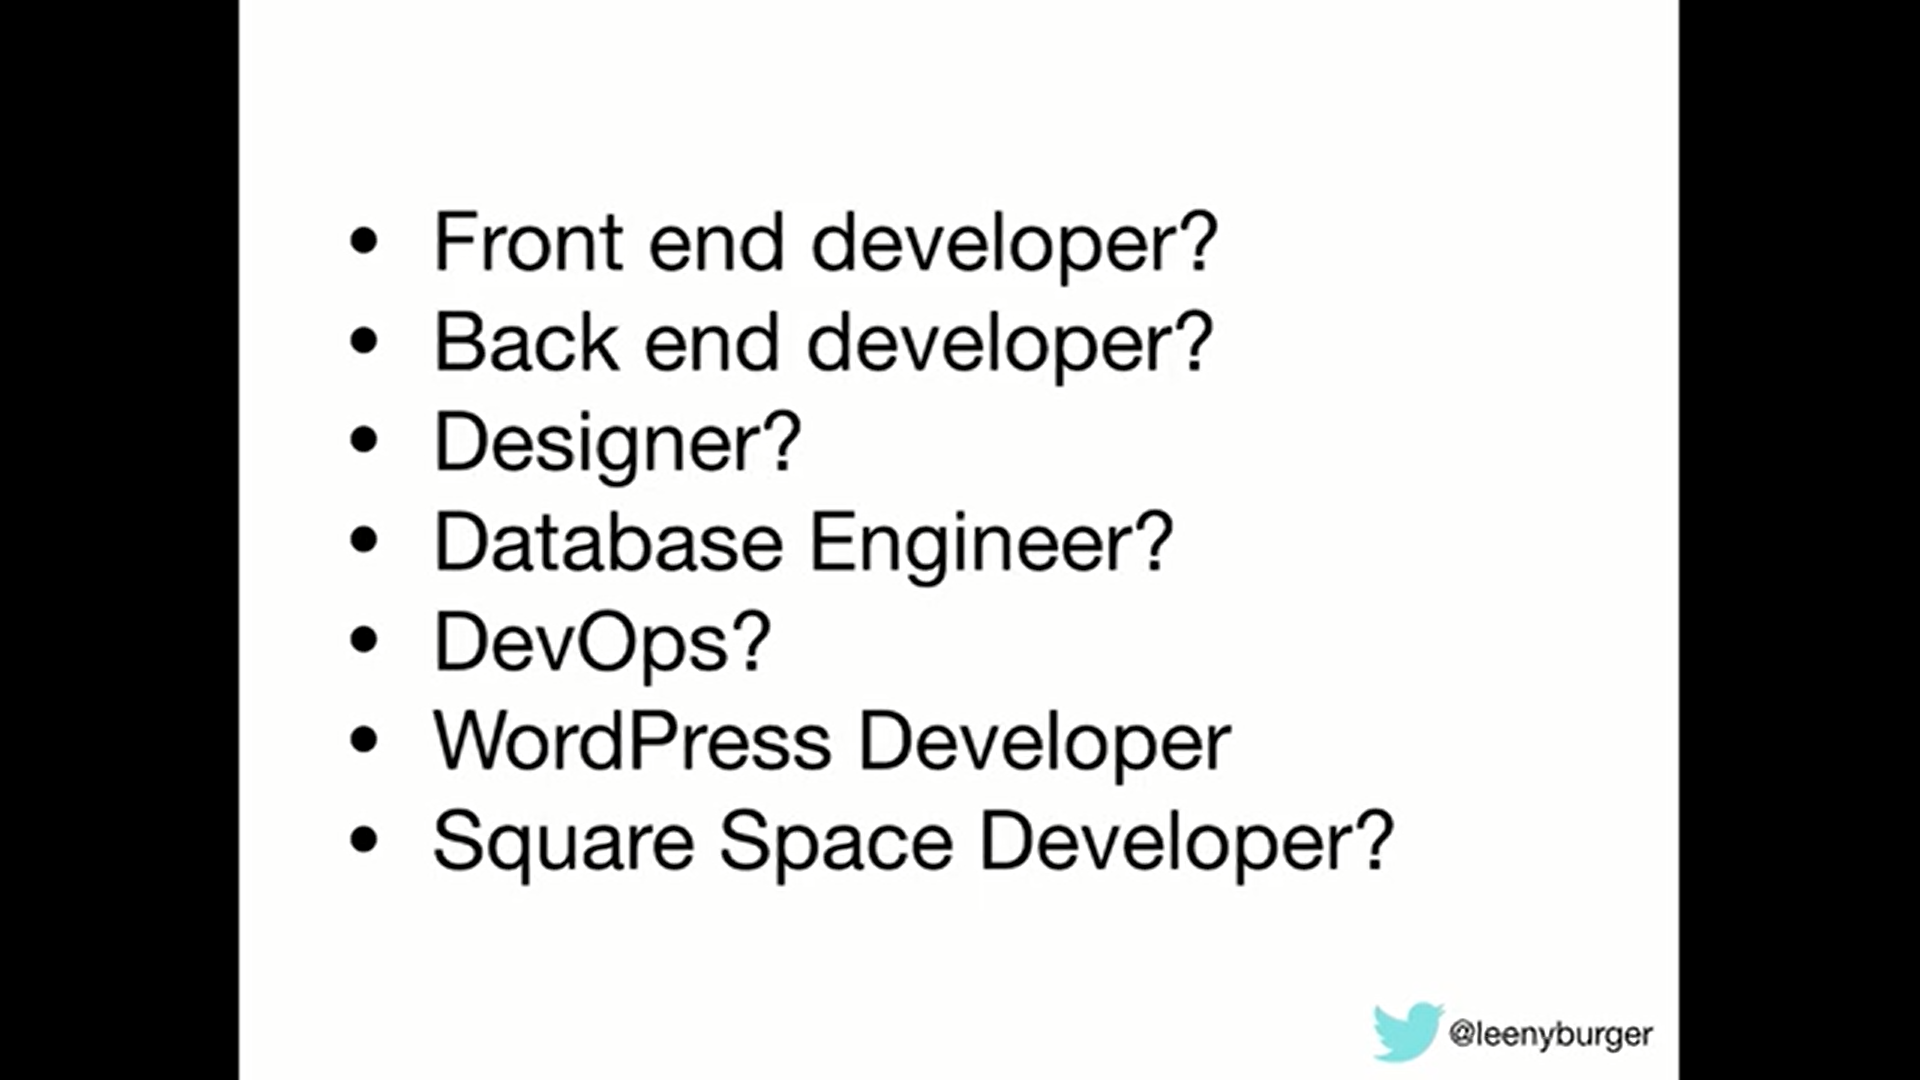 • Front end developer?
• Back end developer?
• Designer?
• Database Engineer?
• DevOps?
• WordPress Developer
• Square Space Developer?
@leenyburger